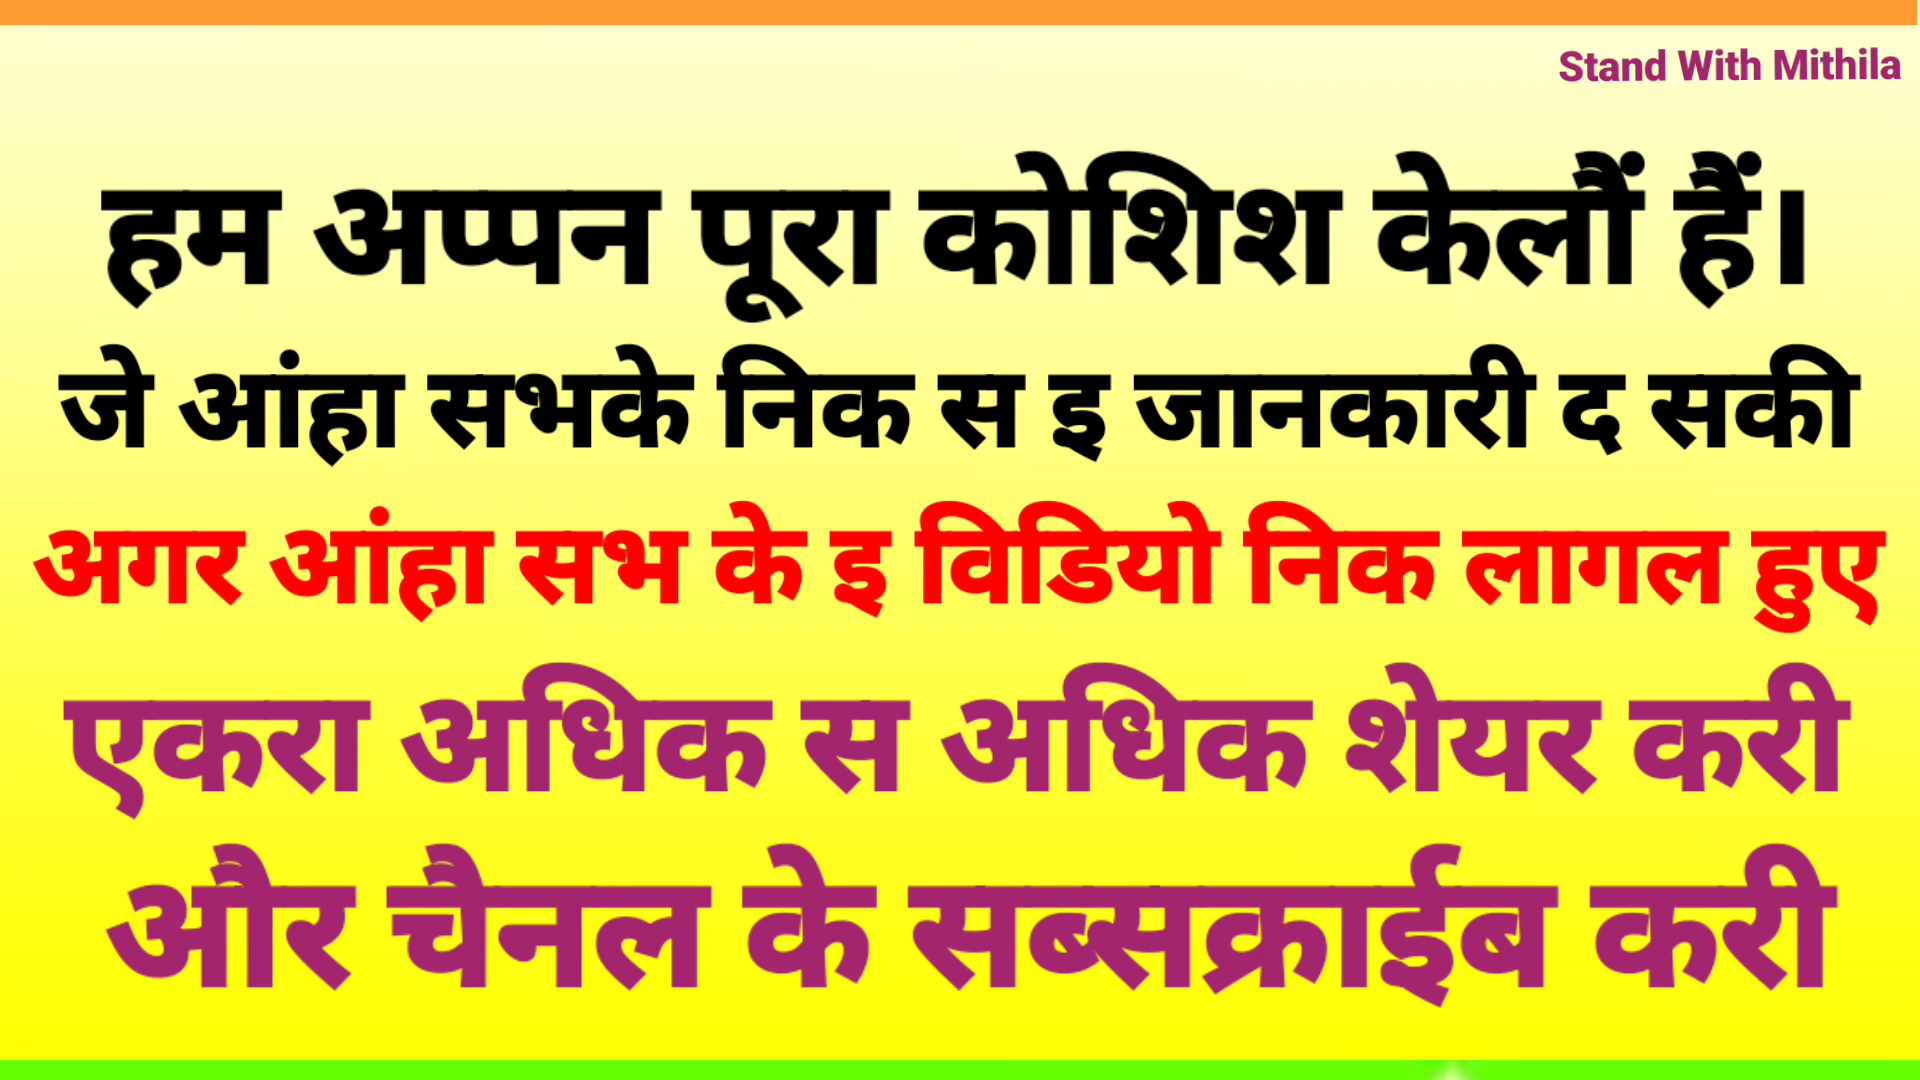 Stand With Mithila
हम अप्पन पूरा कोशिश केलौं हैं।
जे आंहा सभके निक स इ जानकारी द सकी
अगर आंहा सभ के इ विडियो निक लागल हुए
एकरा अधिक स अधिक शेयर करी
और चैनल के सब्सक्राईब करी